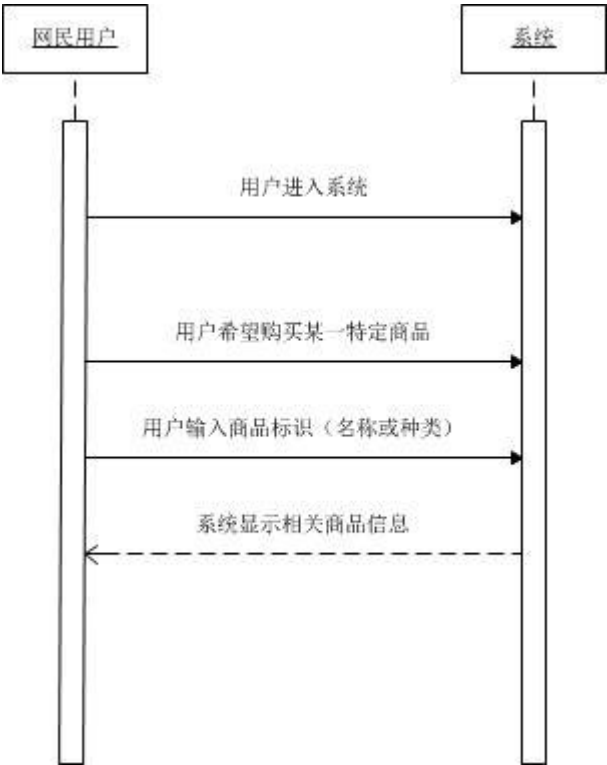 网民用户
系统
用户进入系统
用户希望购买某一特定商品
用户输入商品标识（名称或种类）
系统显示相关商品信息